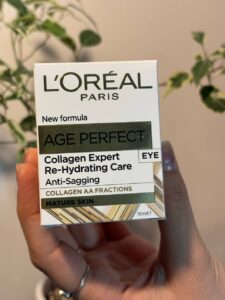 L'ORÉAL
PARIS
New formula
AGE PERFECT
Collagen Expert
EYE
Re-Hydrating Care
Anti-Sagging
COLLAGEN AA FRACTIONS
MATURE SKIN
15ml e